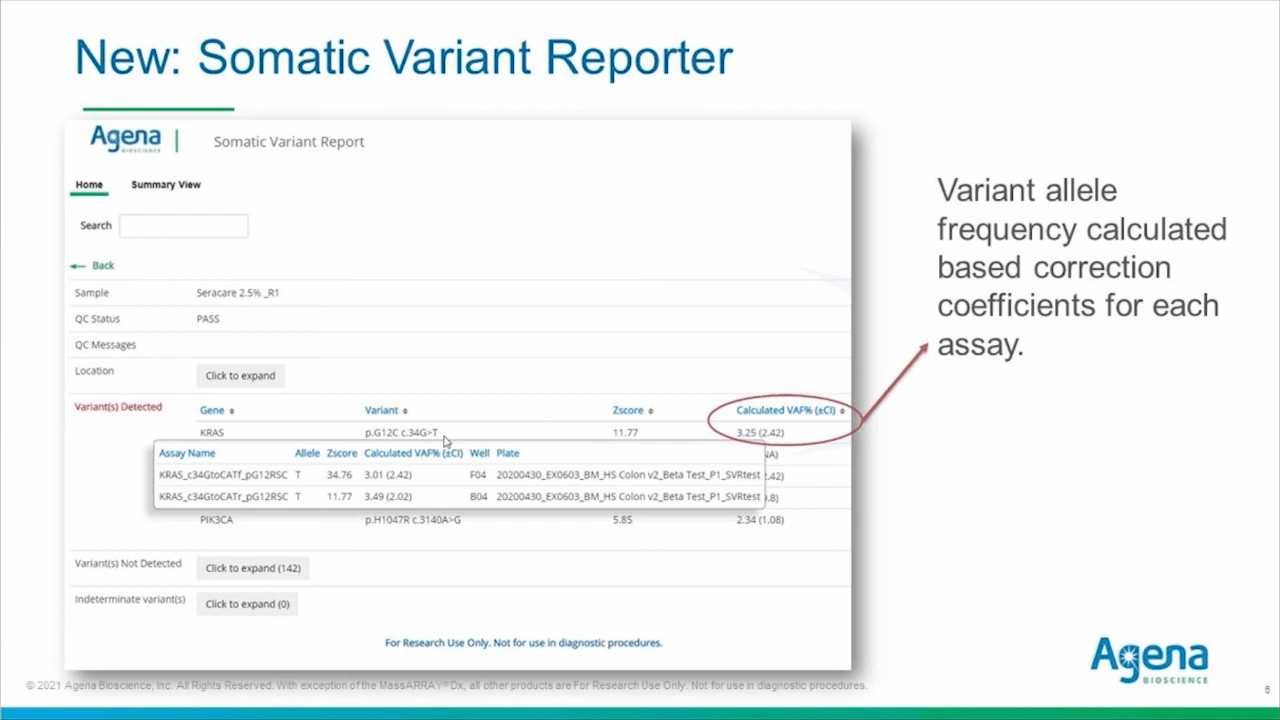 New: Somatic Variant Reporter
Agena
BIOSCIENCE
Somatic Variant Report
Home Summary View
Search
Back
Sample Seracare 2.5% _R1
QC Status PASS
QC Messages
Location Click to expand
Variant(s) Detected Gene Variant Zscore Calculated VAF% (±CI)
KRAS p.G12C c.34G>T 11.77 3.25 (2.42)
Assay Name Allele Zscore Calculated VAF% (±CI) Well Plate
KRAS_c34GtoCATf_pG12RSC T 34.76 3.01 (2.42) F04 20200430_EX0603_BM_HS Colon v2_Beta Test_P1_SVRtest
KRAS_c34GtoCATr_pG12RSC T 11.77 3.49 (2.02) B04 20200430_EX0603_BM_HS Colon v2_Beta Test_P1_SVRtest
PIK3CA p.H1047R c.3140A>G 5.85 2.34 (1.08)
Variant(s) Not Detected Click to expand (142)
Indeterminate variant(s) Click to expand (0)
For Research Use Only. Not for use in diagnostic procedures.
Variant allele
frequency calculated
based correction
coefficients for each
assay.
Agena
BIOSCIENCE
© 2021 Agena Bioscience, Inc. All Rights Reserved. With exception of the MassARRAY® Dx, all other products are For Research Use Only. Not for use in diagnostic procedures.
6